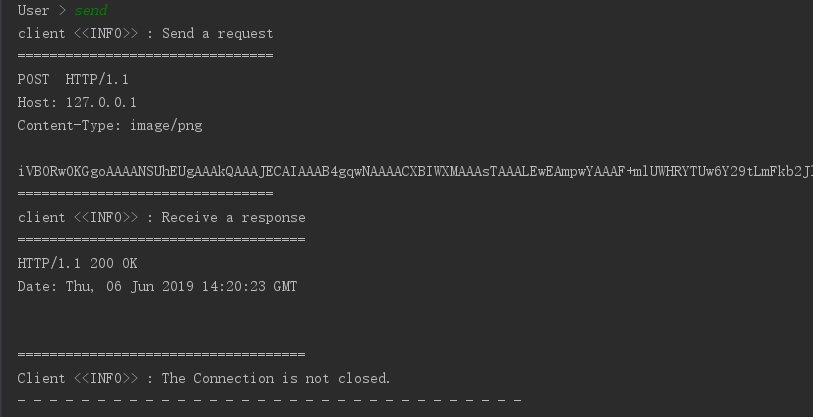 User > send
client <<INFO>> : Send a request
================================
POST  HTTP/1.1
Host: 127.0.0.1
Content-Type: image/png
iVBORw0KGgoAAAANSUhEUgAAAkQAAAJECAIAAAB4gqwNAAAACXBIWXMAAAsTAAALEwEAmpwYAAAF+mlUWHRYTUw6Y29tLmFkb2Jl
================================
client <<INFO>> : Receive a response
====================================
HTTP/1.1 200 OK
Date: Thu, 06 Jun 2019 14:20:23 GMT
====================================
Client <<INFO>> : The Connection is not closed.
- - - - - - - - - - - - - - - - - - - - - - - - - - - - - - - -